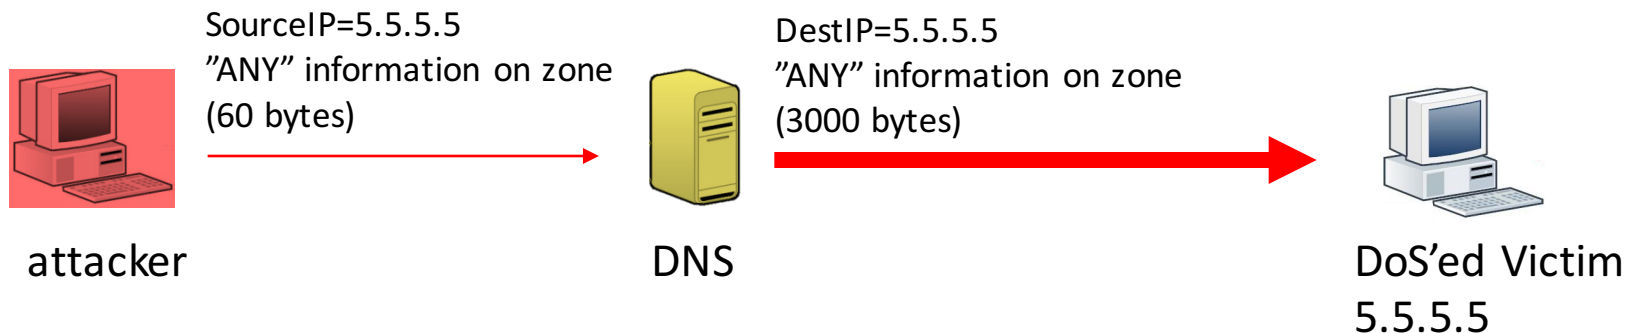 SourceIP=5.5.5.5
”ANY” information on zone
(60 bytes)
DestIP=5.5.5.5
”ANY” information on zone
(3000 bytes)
attacker
DNS
DoS’ed Victim
5.5.5.5